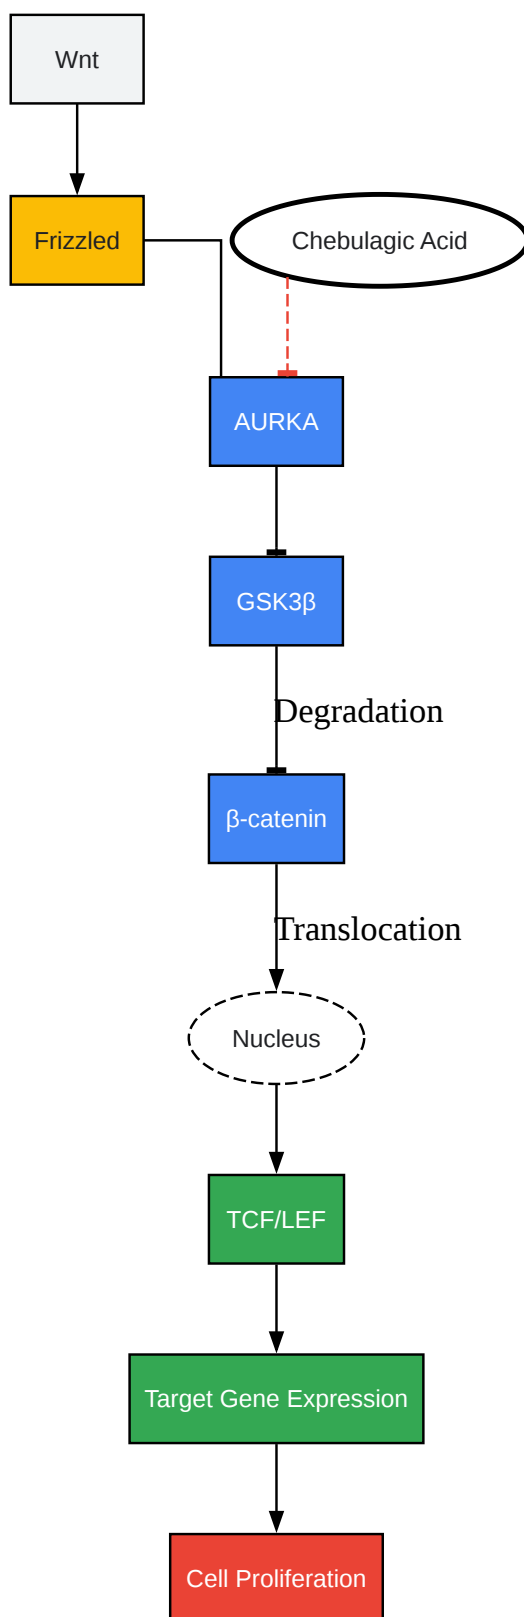 Wnt
Frizzled
Chebulagic Acid
AURKA
GSK3β
Degradation
β-catenin
Translocation
Nucleus
TCF/LEF
Target Gene Expression
Cell Proliferation